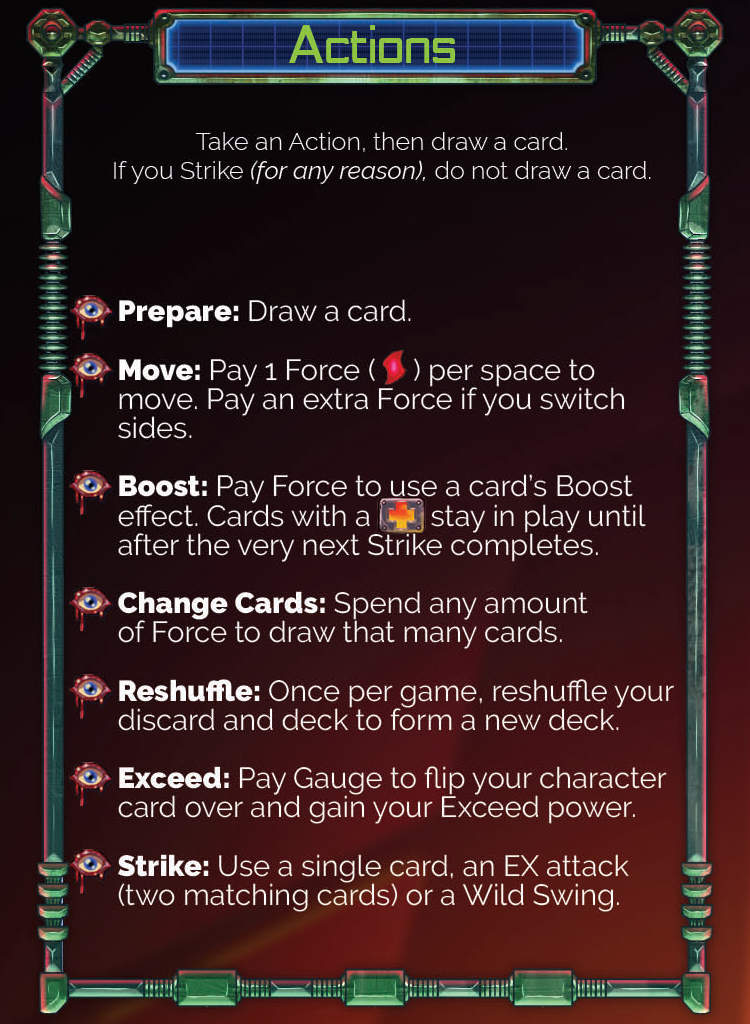 Actions
Take an Action, then draw a card.
If you Strike (for any reason), do not draw a card.
Prepare: Draw a card.
Move: Pay 1 Force ( ) per space to
move. Pay an extra Force if you switch
sides.
Boost: Pay Force to use a card’s Boost
effect. Cards with a stay in play until
after the very next Strike completes.
Change Cards: Spend any amount
of Force to draw that many cards.
Reshuffle: Once per game, reshuffle your
discard and deck to form a new deck.
Exceed: Pay Gauge to flip your character
card over and gain your Exceed power.
Strike: Use a single card, an EX attack
(two matching cards) or a Wild Swing.